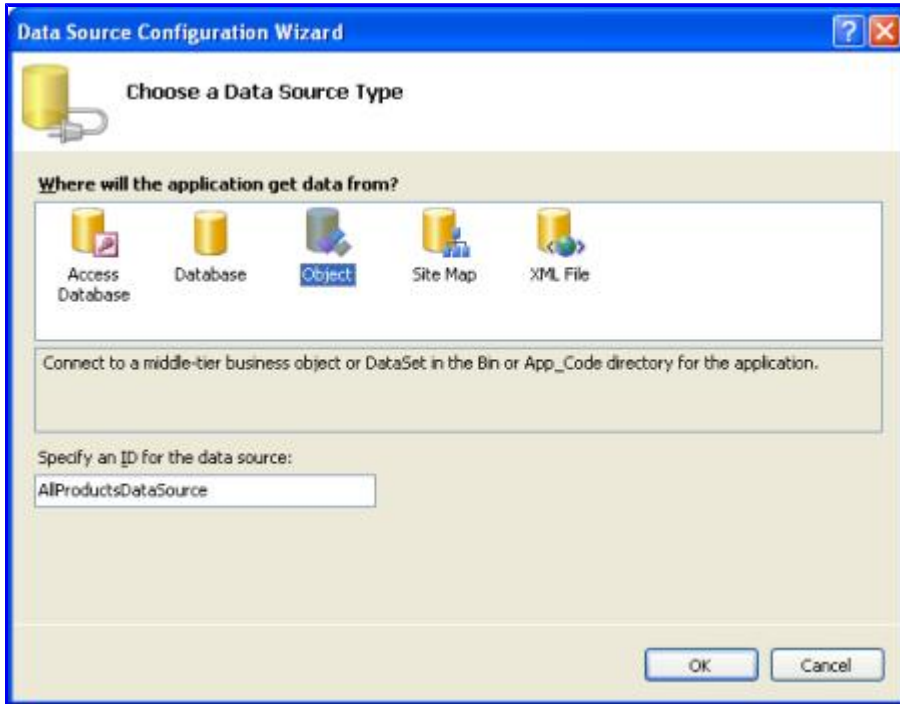 Data Source Configuration Wizard
Choose a Data Source Type
Where will the application get data from?
Access
Database
Database
Object
Site Map
XML File
Connect to a middle-tier business object or DataSet in the Bin or App_Code directory for the application.
Specify an ID for the data source:
AllProductsDataSource
OK
Cancel